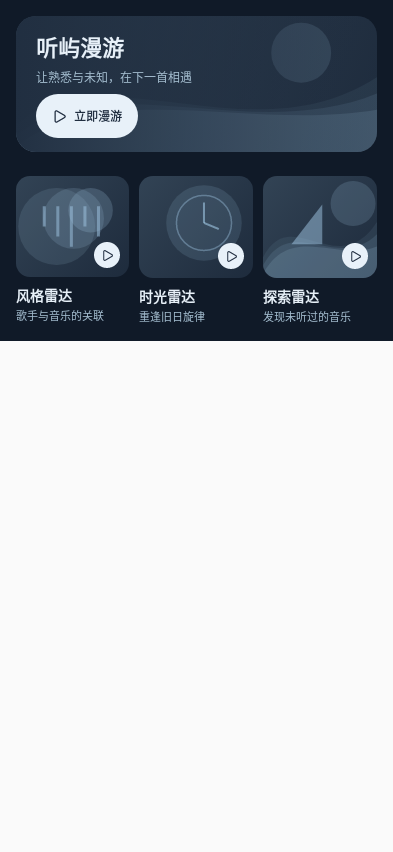 听屿漫游
让熟悉与未知，在下一首相遇
立即漫游
风格雷达
歌手与音乐的关联
时光雷达
重逢旧日旋律
探索雷达
发现未听过的音乐